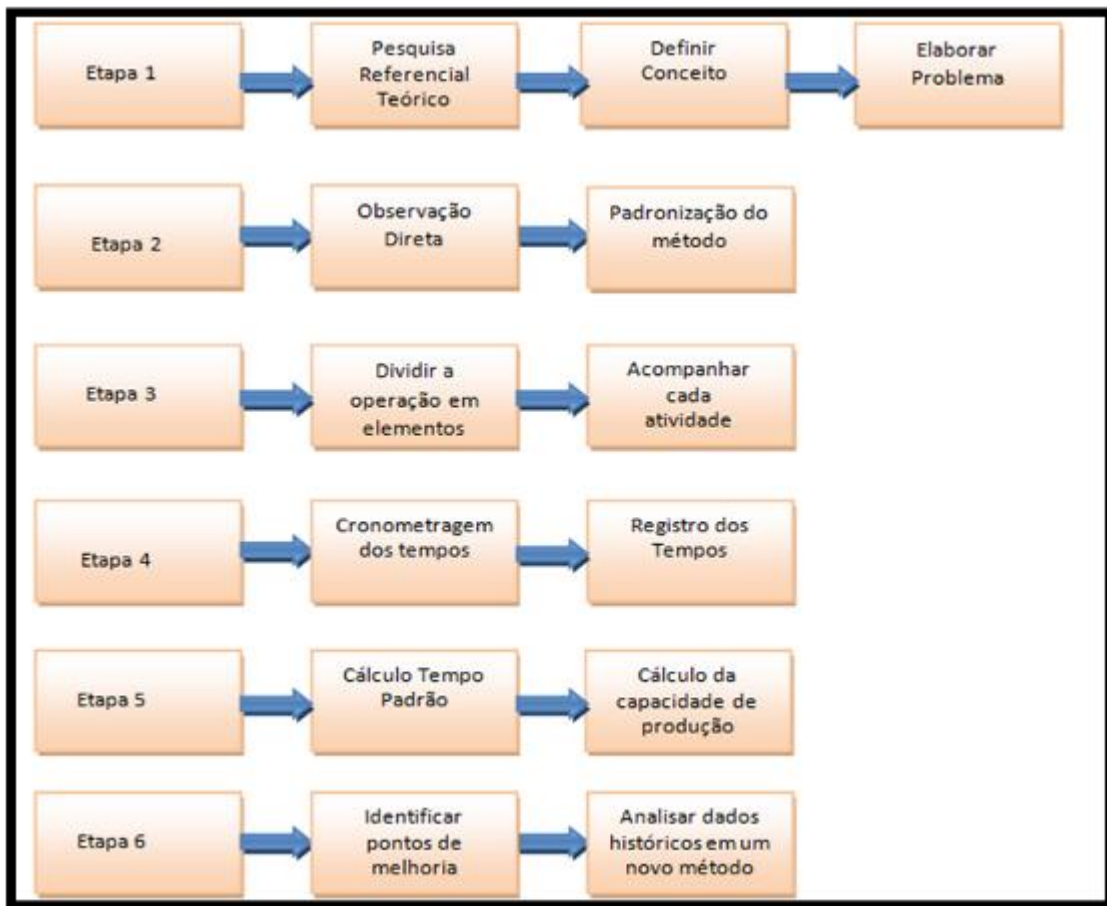 Etapa 1
Pesquisa
Referencial
Teórico
Definir
Conceito
Elaborar
Problema
Etapa 2
Observação
Direta
Padronização do
método
Etapa 3
Dividir a
operação em
elementos
Acompanhar
cada
atividade
Etapa 4
Cronometragem
dos tempos
Registro dos
Tempos
Etapa 5
Cálculo Tempo
Padrão
Cálculo da
capacidade de
produção
Etapa 6
Identificar
pontos de
melhoria
Analisar dados
históricos em um
novo método